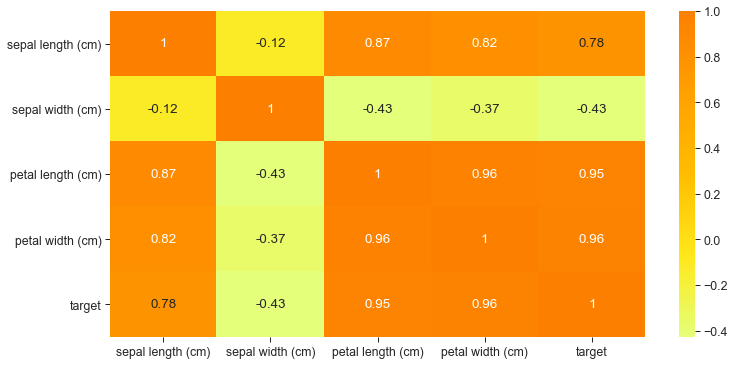 sepal length (cm) 1 -0.12 0.87 0.82 0.78
sepal width (cm) -0.12 1 -0.43 -0.37 -0.43
petal length (cm) 0.87 -0.43 1 0.96 0.95
petal width (cm) 0.82 -0.37 0.96 1 0.96
target 0.78 -0.43 0.95 0.96 1
sepal length (cm) sepal width (cm) petal length (cm) petal width (cm) target
1.0
0.8
0.6
0.4
0.2
0.0
−0.2
−0.4